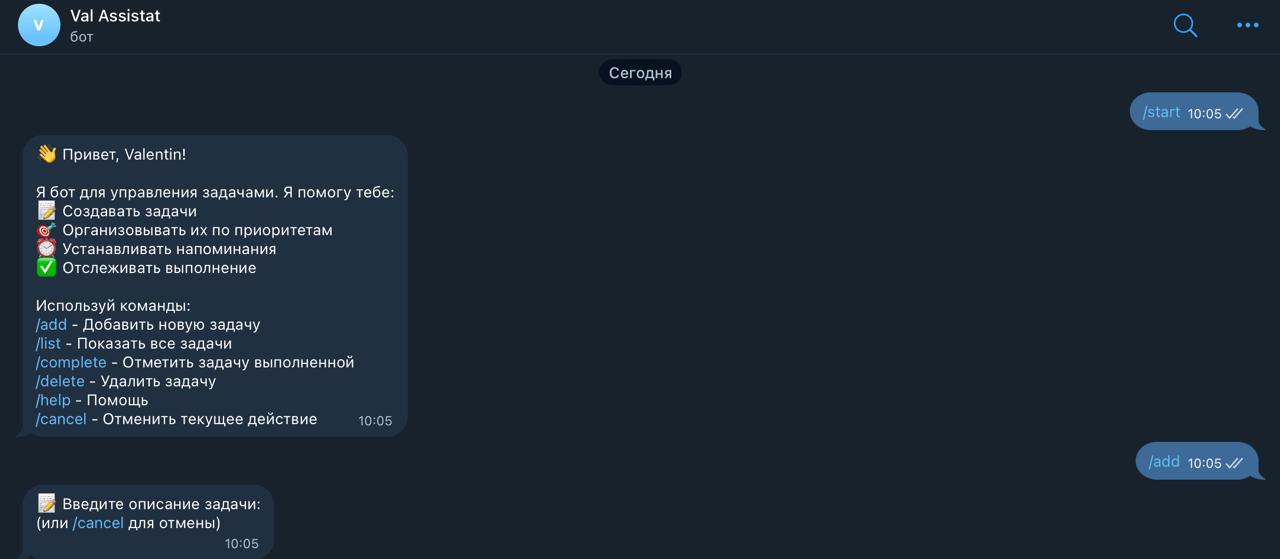 V
Val Assistat
бот
Сегодня
/start 10:05
👋 Привет, Valentin!
Я бот для управления задачами. Я помогу тебе:
📝 Создавать задачи
🎯 Организовывать их по приоритетам
⏰ Устанавливать напоминания
✅ Отслеживать выполнение
Используй команды:
/add - Добавить новую задачу
/list - Показать все задачи
/complete - Отметить задачу выполненной
/delete - Удалить задачу
/help - Помощь
/cancel - Отменить текущее действие 10:05
/add 10:05
📝 Введите описание задачи:
(или /cancel для отмены)
10:05